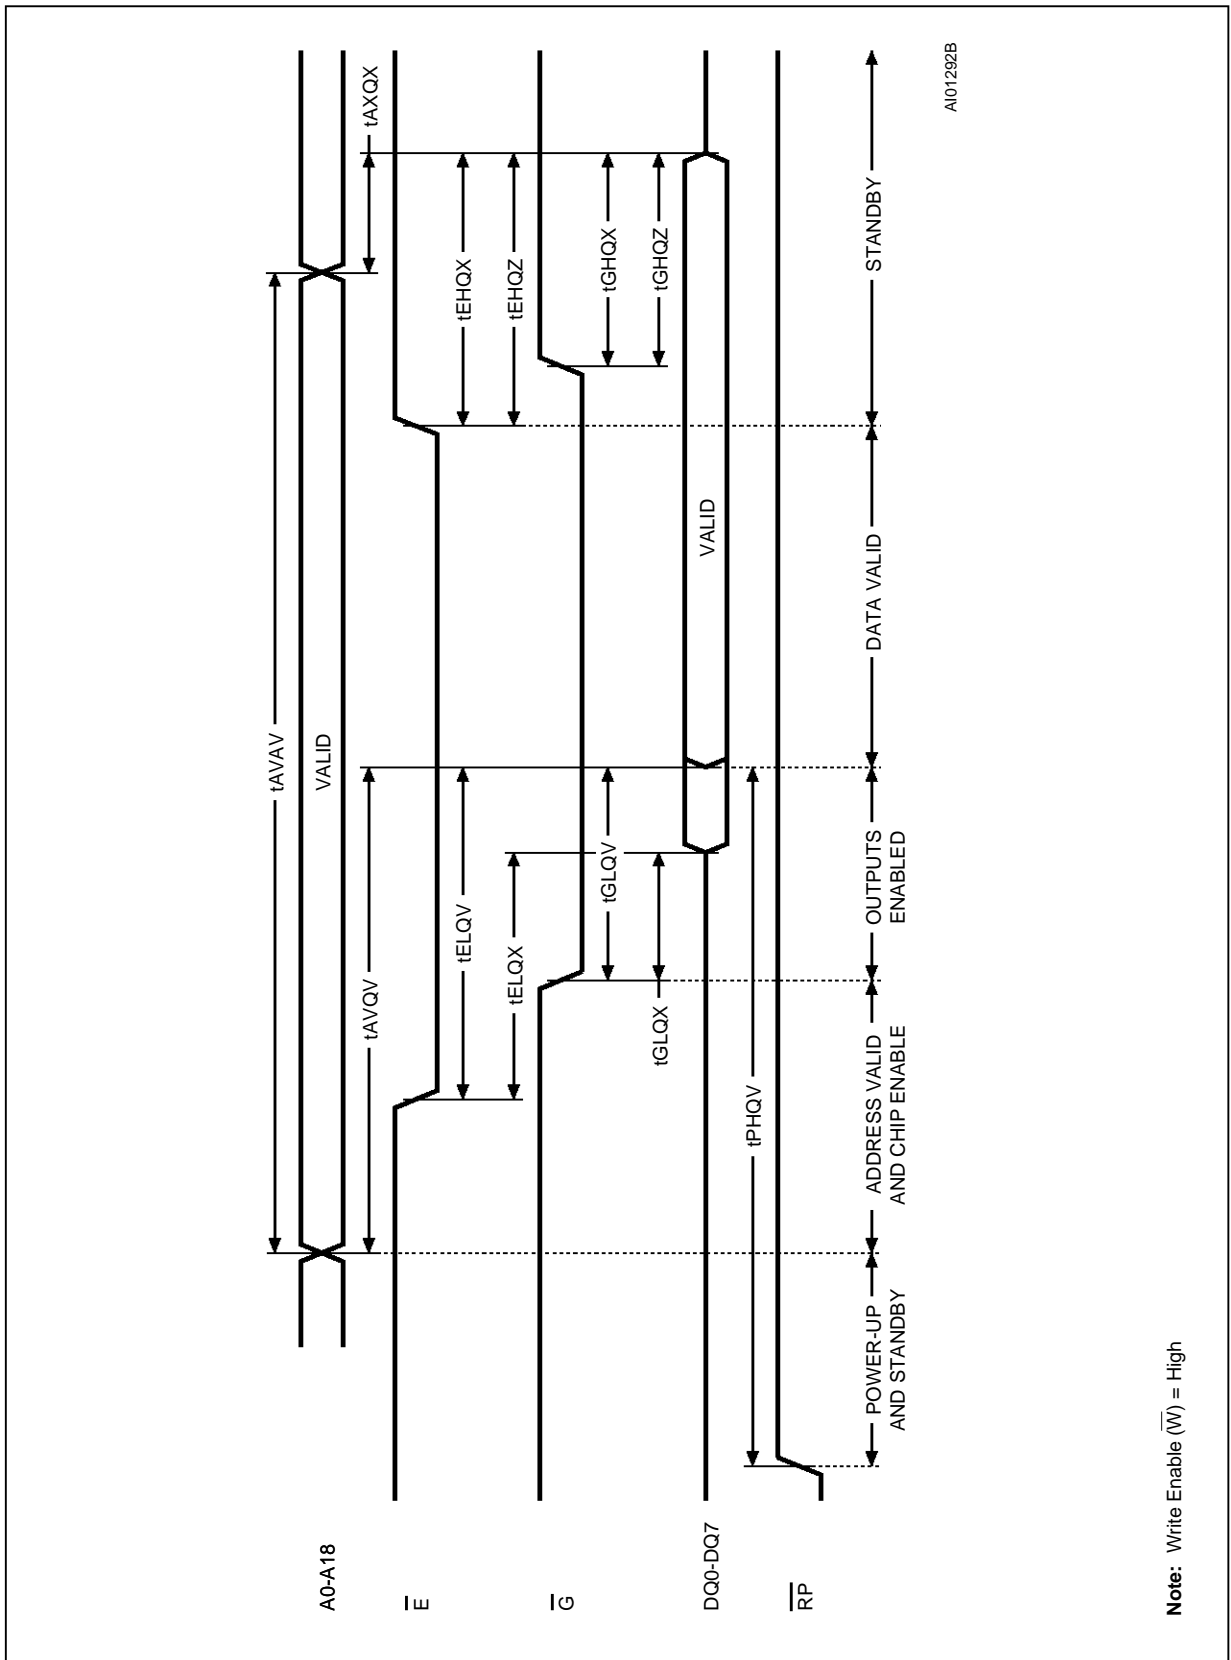 tAVAV
A0-A18
VALID
tAVQV
tAXQX
E
tELQV
tEHQX
tELQX
tEHQZ
G
tGLQV
tGHQX
tGLQX
tGHQZ
DQ0-DQ7
VALID
tPHQV
RP
POWER-UP
AND STANDBY
ADDRESS VALID
AND CHIP ENABLE
OUTPUTS
ENABLED
DATA VALID
STANDBY
AI01292B
Note: Write Enable (W̅) = High